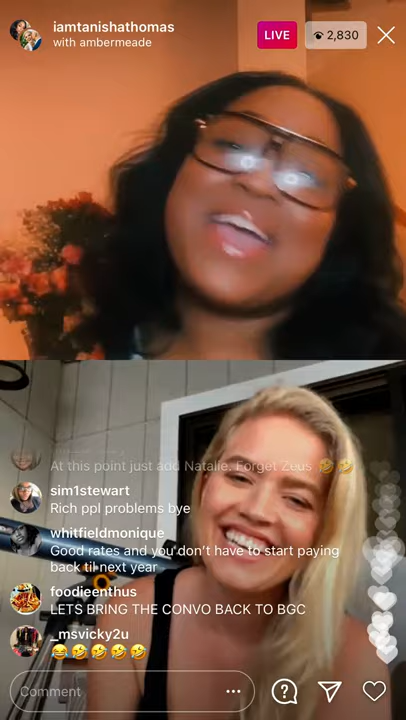 iamtanishathomas
with ambermeade
LIVE
2,830
At this point just add Natalie. Forget Zeus 🤣🤣
sim1stewart
Rich ppl problems bye
whitfieldmonique
Good rates and you don't have to start paying
back til next year
foodieenthus
LETS BRING THE CONVO BACK TO BGC
_msvicky2u
😂🤣🤣🤣🤣
Comment